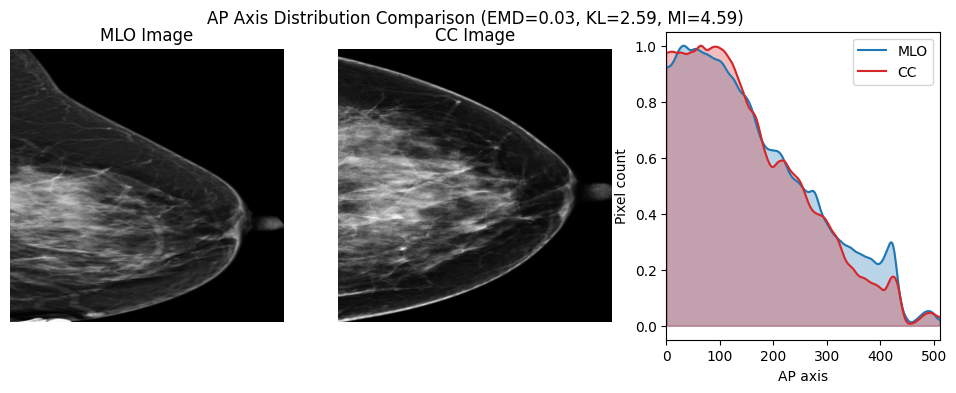 AP Axis Distribution Comparison (EMD=0.03, KL=2.59, MI=4.59)
MLO Image
CC Image
MLO
CC
1.0
0.8
0.6
0.4
0.2
0.0
Pixel count
0 100 200 300 400 500
AP axis